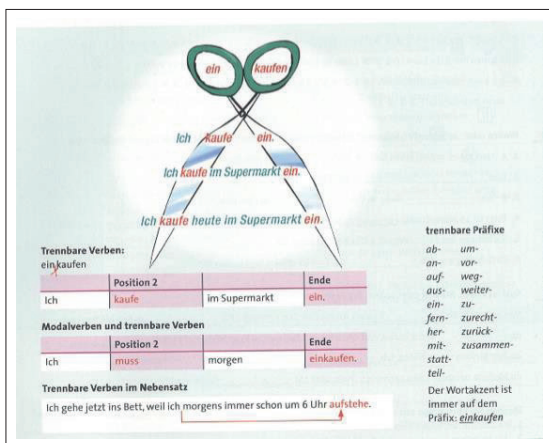 ein kaufen
Ich kaufe ein.
Ich kaufe im Supermarkt ein.
Ich kaufe heute im Supermarkt ein.
Trennbare Verben:
einkaufen
Position 2 Ende
Ich kaufe im Supermarkt ein.
Modalverben und trennbare Verben
Position 2 Ende
Ich muss morgen einkaufen.
Trennbare Verben im Nebensatz
Ich gehe jetzt ins Bett, weil ich morgens immer schon um 6 Uhr aufstehe.
trennbare Präfixe
ab- um-
an- vor-
auf- weg-
aus- weiter-
ein- zu-
fern- zurecht-
her- zurück-
mit- zusammen-
statt-
teil-
Der Wortakzent ist
immer auf dem
Präfix: einkaufen